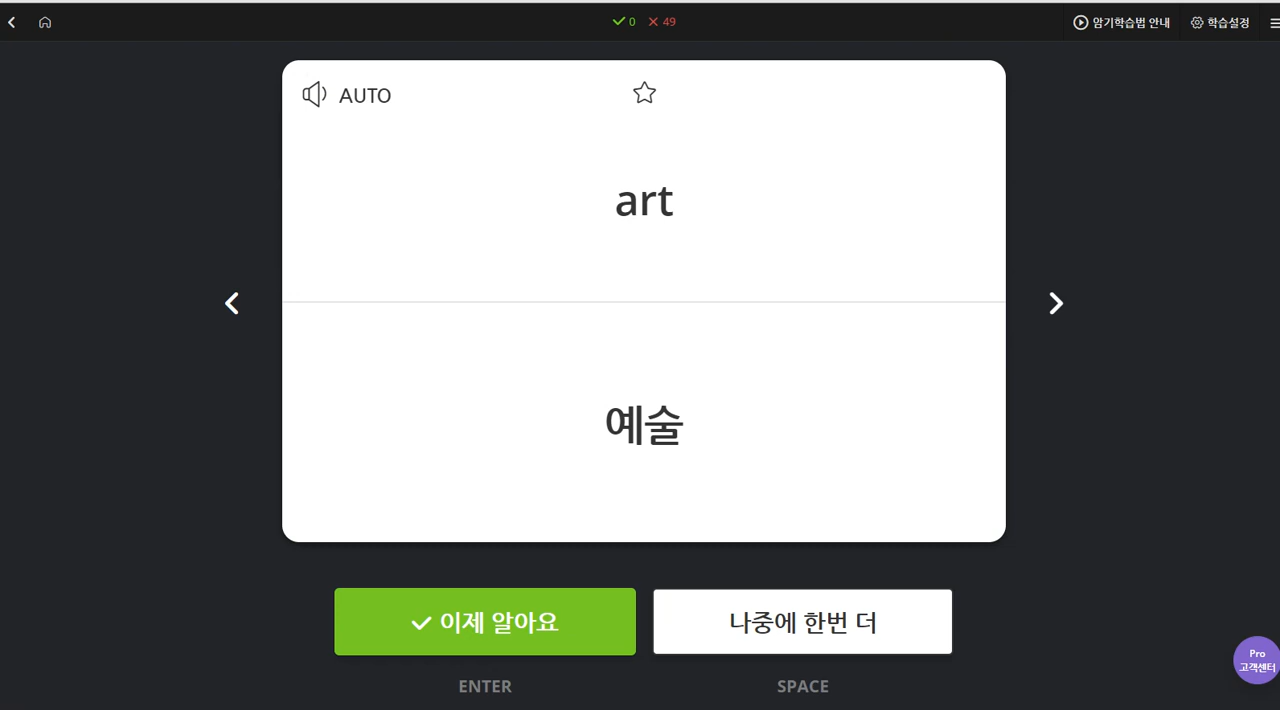 0 49 암기학습법 안내 학습설정
AUTO
art
예술
이제 알아요 나중에 한번 더
ENTER SPACE
Pro
고객센터